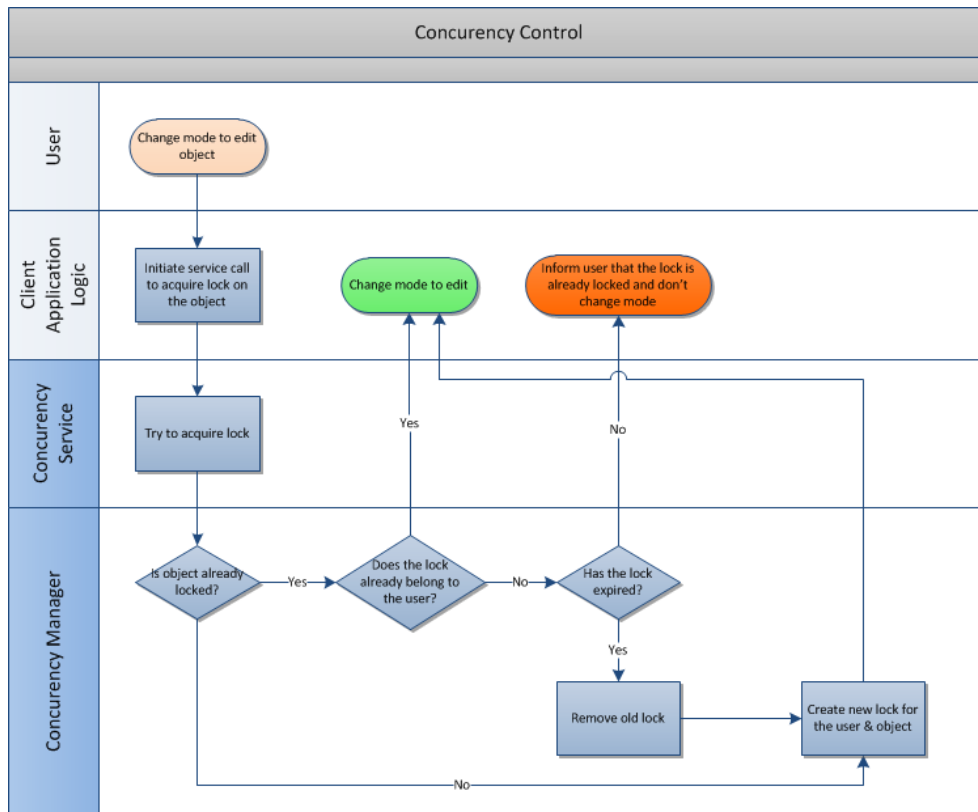 Concurency Control
User
Change mode to edit
object
Client
Application
Logic
Initiate service call
to acquire lock on
the object
Change mode to edit
Inform user that the lock is
already locked and don't
change mode
Concurency
Service
Try to acquire lock
Yes
No
Concurency Manager
Is object already
locked?
Yes
Does the lock
already belong to
the user?
No
Has the lock
expired?
Yes
Remove old lock
Create new lock for
the user & object
No